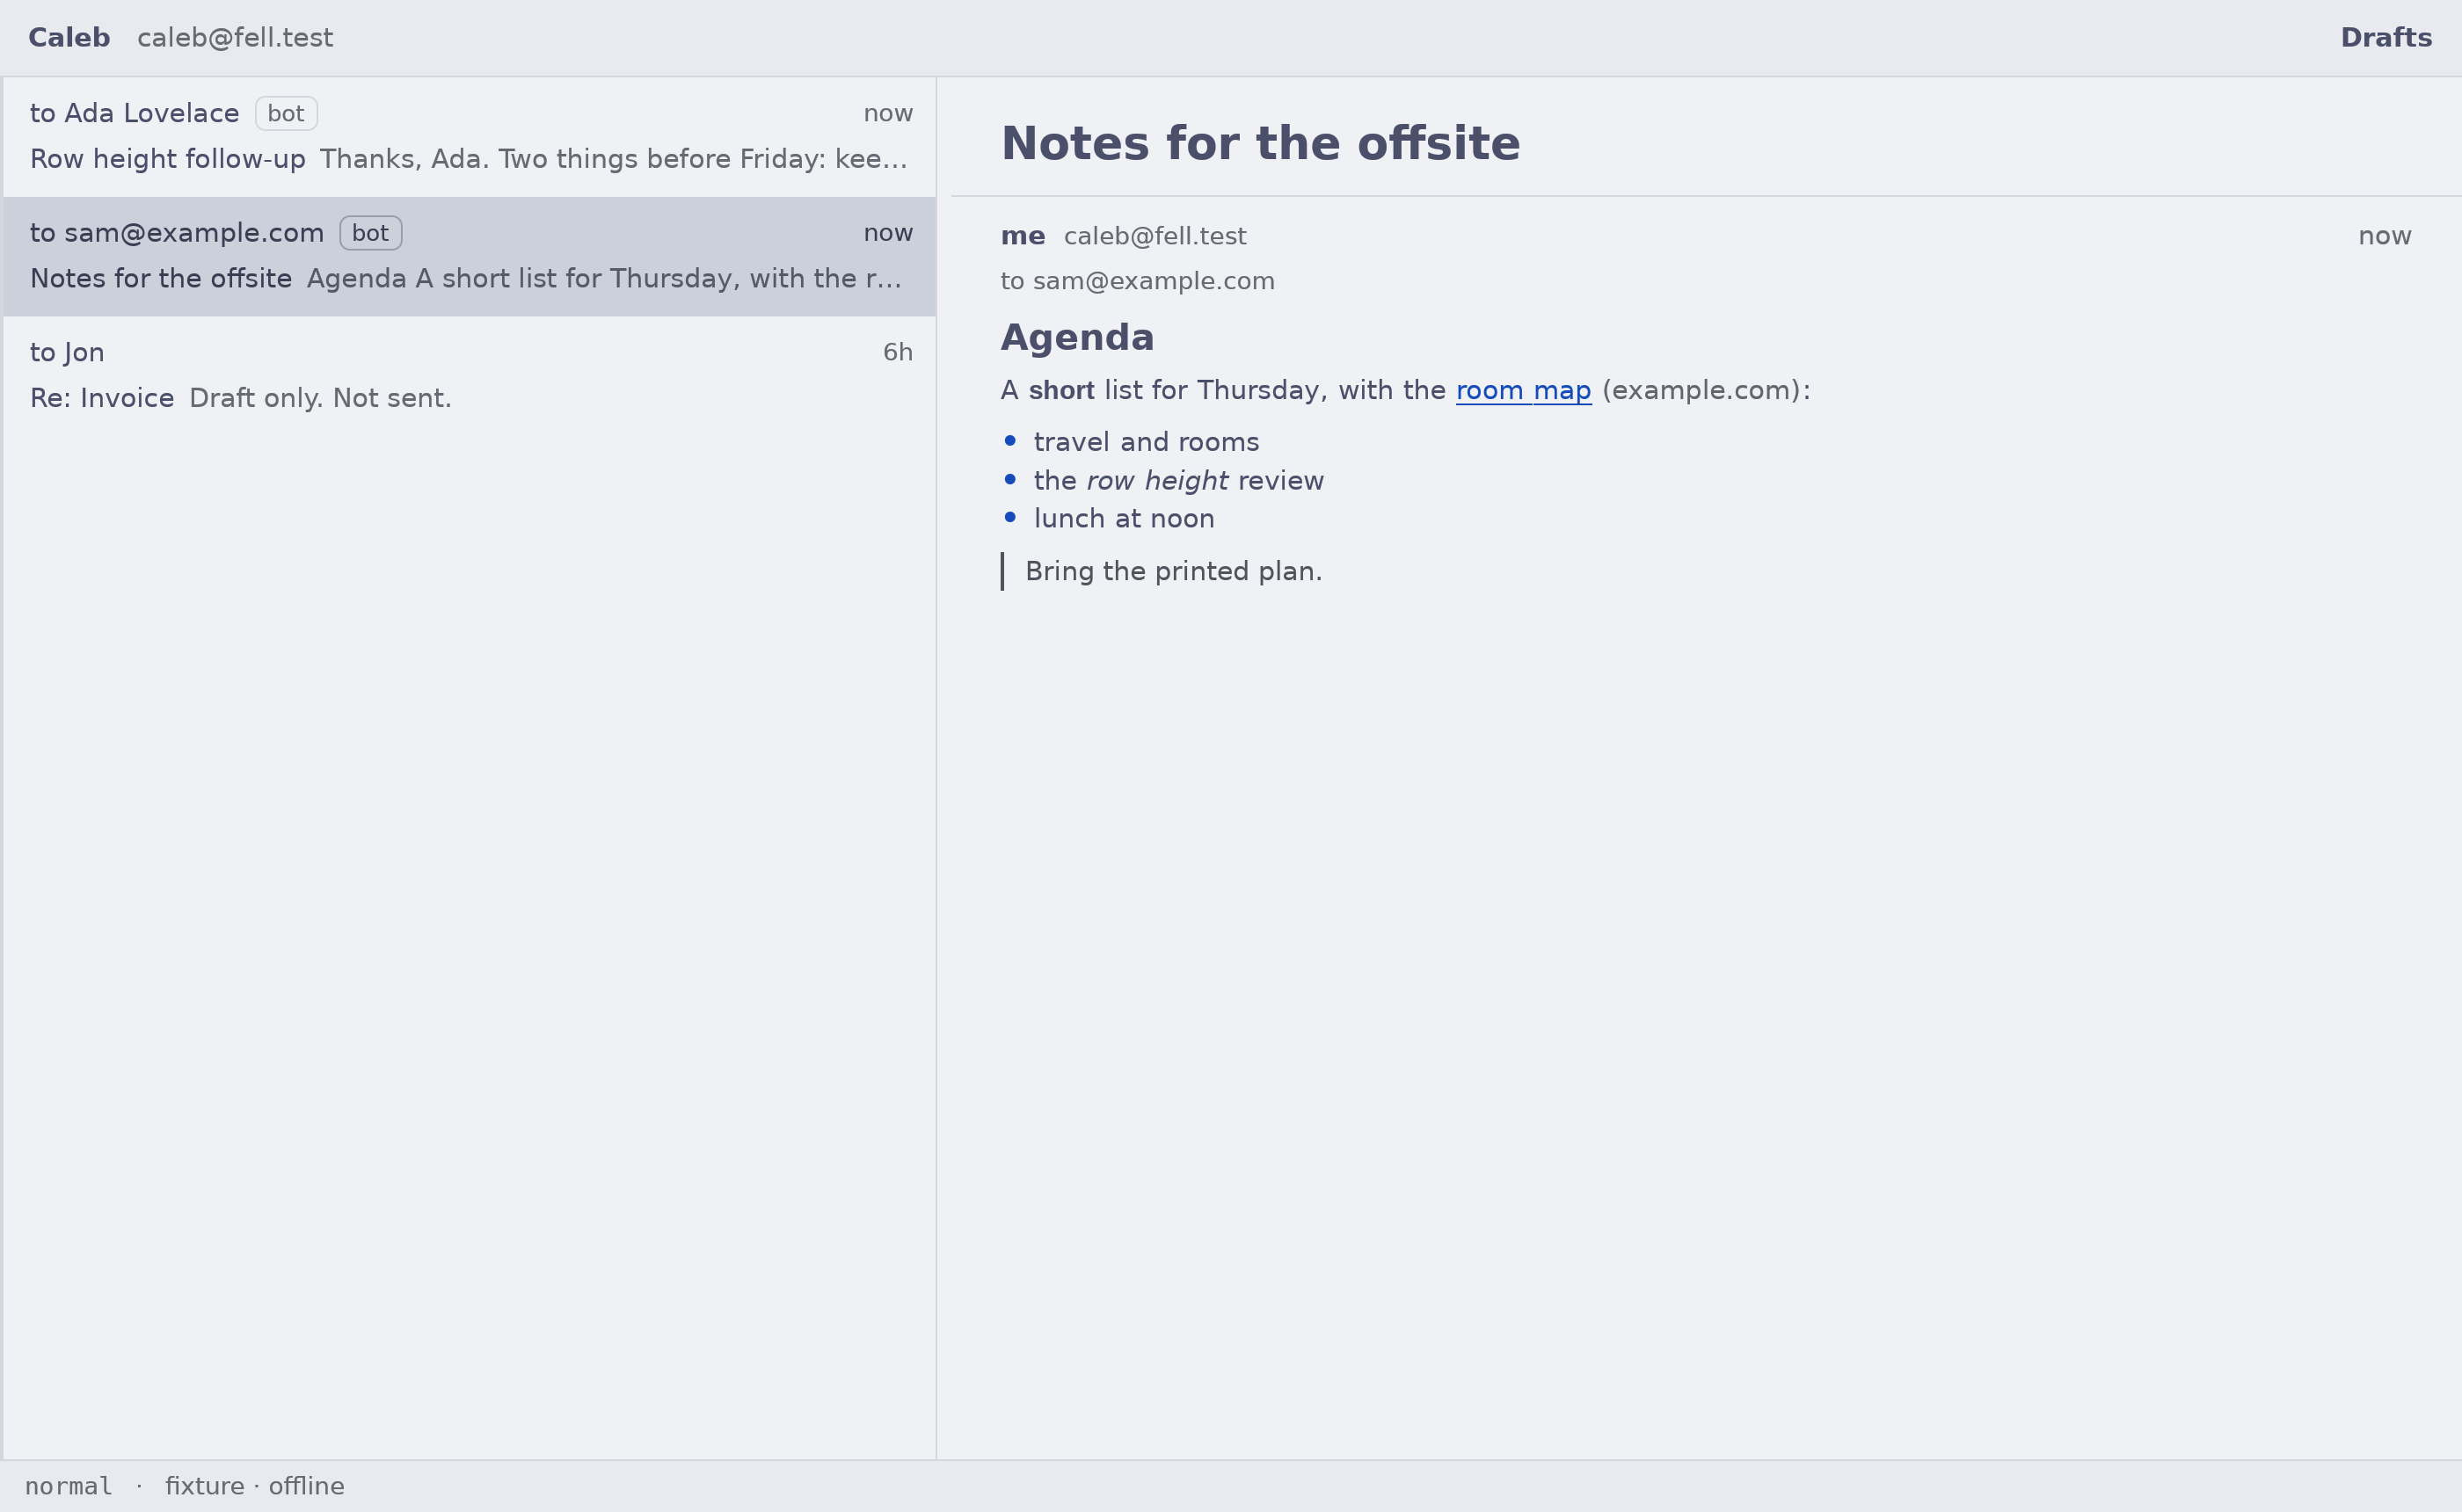 Caleb caleb@fell.test Drafts
to Ada Lovelace bot now
Row height follow-up Thanks, Ada. Two things before Friday: kee…
to sam@example.com bot now
Notes for the offsite Agenda A short list for Thursday, with the r…
to Jon 6h
Re: Invoice Draft only. Not sent.
Notes for the offsite
me caleb@fell.test now
to sam@example.com
Agenda
A short list for Thursday, with the room map (example.com):
• travel and rooms
• the row height review
• lunch at noon
Bring the printed plan.
normal · fixture · offline